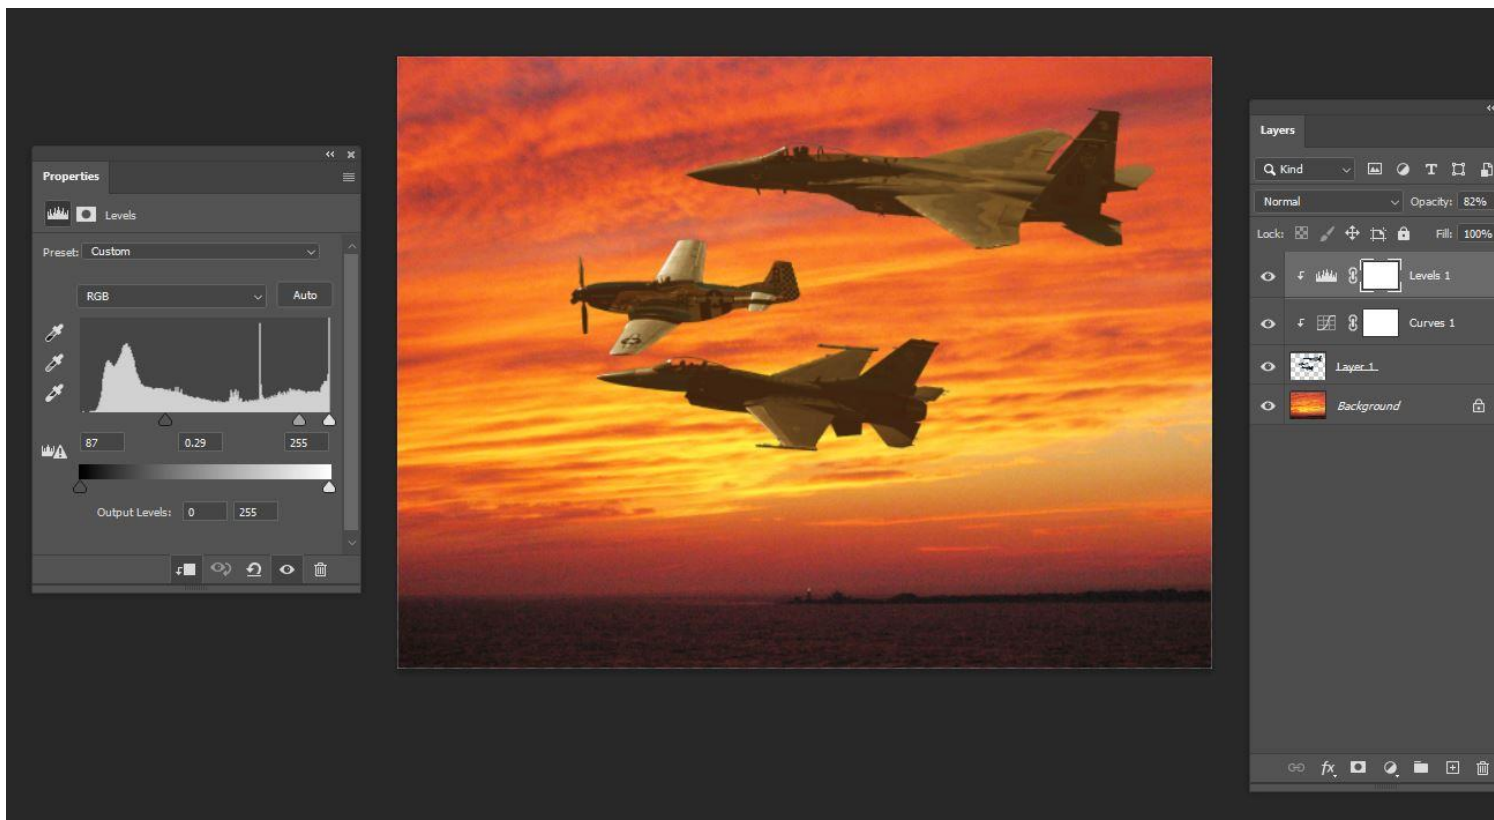 Properties
Levels
Preset: Custom
RGB
Auto
87
0.29
255
Output Levels: 0 255
Layers
Kind
Normal
Opacity: 82%
Lock:
Fill: 100%
Levels 1
Curves 1
Layer 1
Background